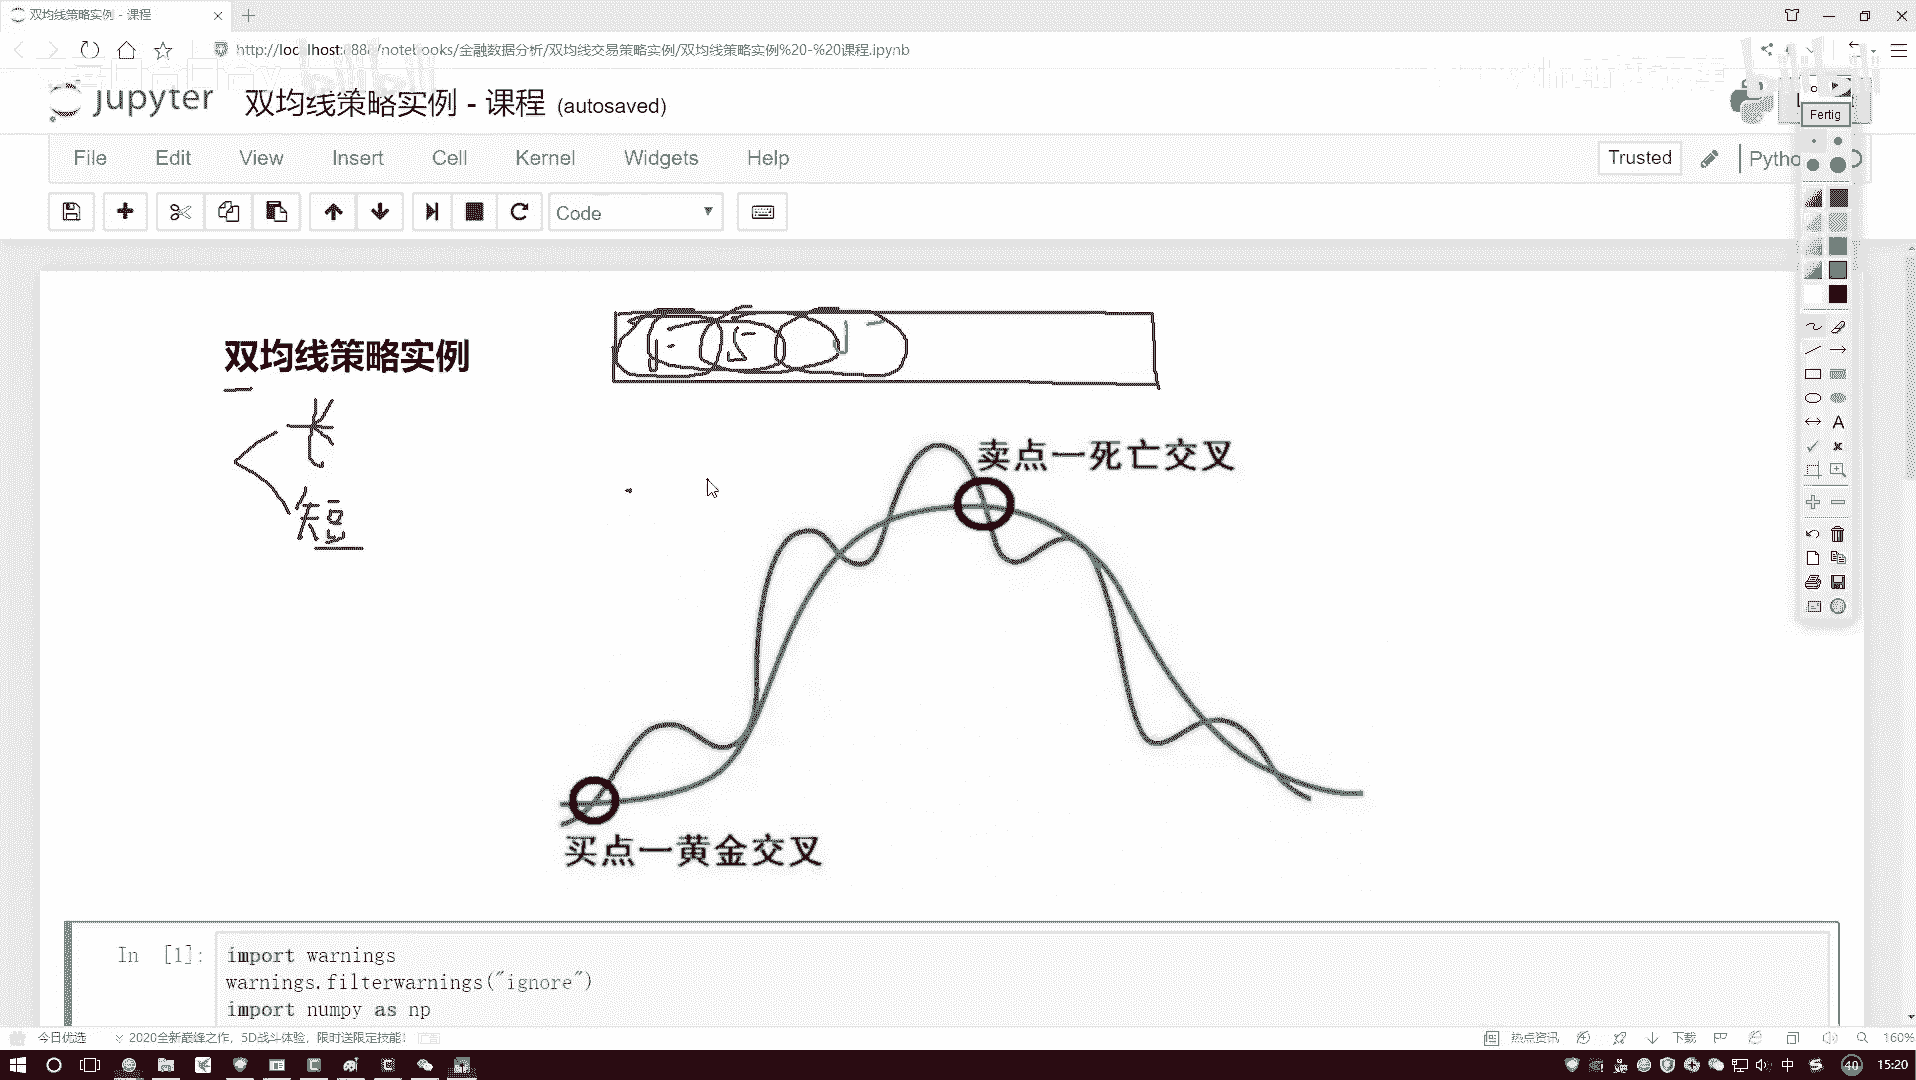 双均线策略实例 - 课程
http://localhost:888/notebooks/金融数据分析/双均线交易策略实例/双均线策略实例%20-%20课程.ipynb
jupyter 双均线策略实例 - 课程 (autosaved)
Fertig
File Edit View Insert Cell Kernel Widgets Help
Trusted
Pytho
Code
双均线策略实例
长
短
卖点一死亡交叉
买点一黄金交叉
In [1]:
import warnings
warnings.filterwarnings("ignore")
import numpy as np
今日优选
2020全新巅峰之作，5D战斗体验，限时送限定技能！
热点资讯
下载
160%
中
40
15:20